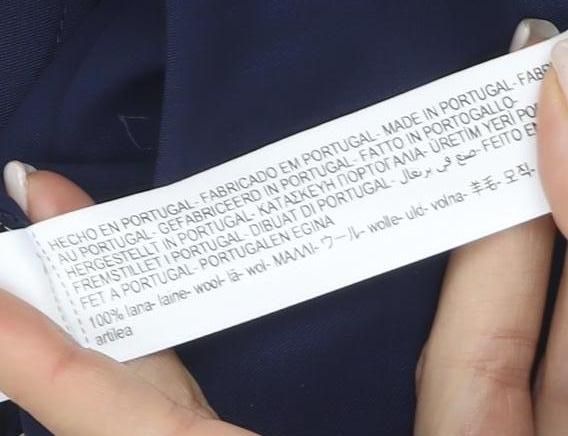 HECHO EN PORTUGAL- FABRICADO EM PORTUGAL- MADE IN PORTUGAL- FABR
AU PORTUGAL- GEFABRICEERD IN PORTUGAL- FATTO IN PORTOGALLO-
HERGESTELLT IN PORTUGAL- ΚΑΤΑΣΚΕΥΗ ΠΟΡΤΟΓΑΛΙΑ- ÜRETIM YERI POR
FREMSTILLET I PORTUGAL- DIBUAT DI PORTUGAL- صنع في برتغال- FEITO EM
FET A PORTUGAL- PORTUGALEN EGINA
100% lana- laine- wool- lã- wol- ΜΑΛΛΙ- ウール- wolle- uld- volna- 羊毛- 모직-
artilea